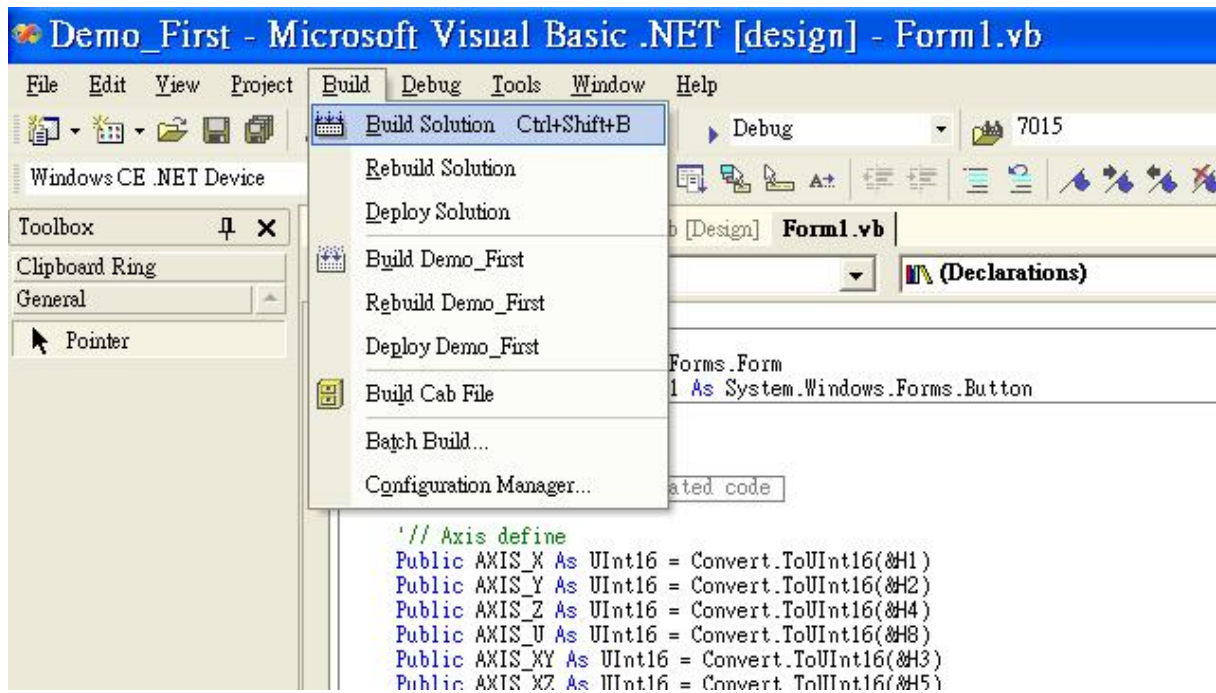 Demo_First - Microsoft Visual Basic .NET [design] - Form1.vb
File Edit View Project Build Debug Tools Window Help
Build Solution Ctrl+Shift+B
Debug
7015
Windows CE .NET Device
Rebuild Solution
Deploy Solution
Toolbox
[Design] Form1.vb
Clipboard Ring
Build Demo_First
(Declarations)
General
Rebuild Demo_First
Pointer
Deploy Demo_First
Forms.Form
1 As System.Windows.Forms.Button
Build Cab File
Batch Build...
Configuration Manager...
ated code
'// Axis define
Public AXIS_X As UInt16 = Convert.ToUInt16(&H1)
Public AXIS_Y As UInt16 = Convert.ToUInt16(&H2)
Public AXIS_Z As UInt16 = Convert.ToUInt16(&H4)
Public AXIS_U As UInt16 = Convert.ToUInt16(&H8)
Public AXIS_XY As UInt16 = Convert.ToUInt16(&H3)
Public AXIS_XZ As UInt16 = Convert.ToUInt16(&H5)